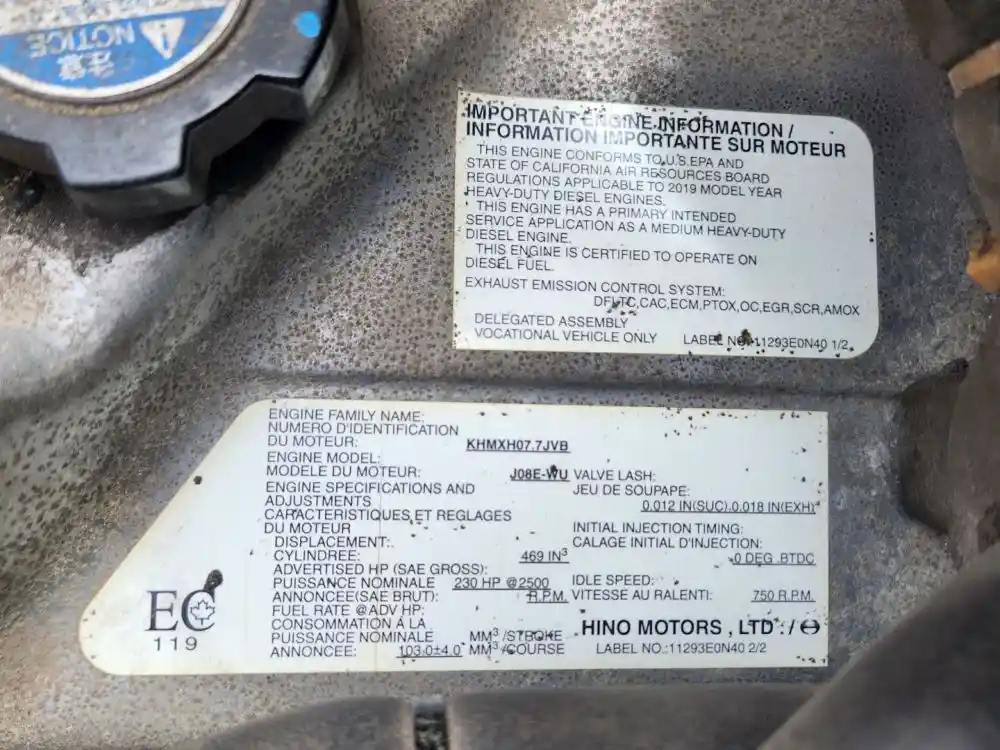 注意
NOTICE
IMPORTANT ENGINE INFORMATION /
INFORMATION IMPORTANTE SUR MOTEUR
THIS ENGINE CONFORMS TO U.S.EPA AND
STATE OF CALIFORNIA AIR RESOURCES BOARD
REGULATIONS APPLICABLE TO 2019 MODEL YEAR
HEAVY-DUTY DIESEL ENGINES.
THIS ENGINE HAS A PRIMARY INTENDED
SERVICE APPLICATION AS A MEDIUM HEAVY-DUTY
DIESEL ENGINE.
THIS ENGINE IS CERTIFIED TO OPERATE ON
DIESEL FUEL.
EXHAUST EMISSION CONTROL SYSTEM:
DFI,TC,CAC,ECM,PTOX,OC,EGR,SCR,AMOX
DELEGATED ASSEMBLY
VOCATIONAL VEHICLE ONLY LABEL NO.:11293E0N40 1/2
ENGINE FAMILY NAME:
NUMERO D'IDENTIFICATION
DU MOTEUR: KHMXH07.7JVB
ENGINE MODEL:
MODELE DU MOTEUR: J08E-WU
ENGINE SPECIFICATIONS AND
ADJUSTMENTS
CARACTERISTIQUES ET REGLAGES
DU MOTEUR
DISPLACEMENT:
CYLINDREE: 469 IN³
ADVERTISED HP (SAE GROSS):
PUISSANCE NOMINALE 230 HP @2500
ANNONCEE(SAE BRUT): R.P.M.
FUEL RATE @ADV HP:
CONSOMMATION A LA
PUISSANCE NOMINALE MM³/STROKE
ANNONCEE: 103.0±4.0 MM³/COURSE
VALVE LASH:
JEU DE SOUPAPE:
0.012 IN(SUC).0.018 IN(EXH)
INITIAL INJECTION TIMING:
CALAGE INITIAL D'INJECTION:
0 DEG .BTDC
IDLE SPEED:
VITESSE AU RALENTI: 750 R.P.M.
HINO MOTORS , LTD . /
LABEL NO.:11293E0N40 2/2
EC
119